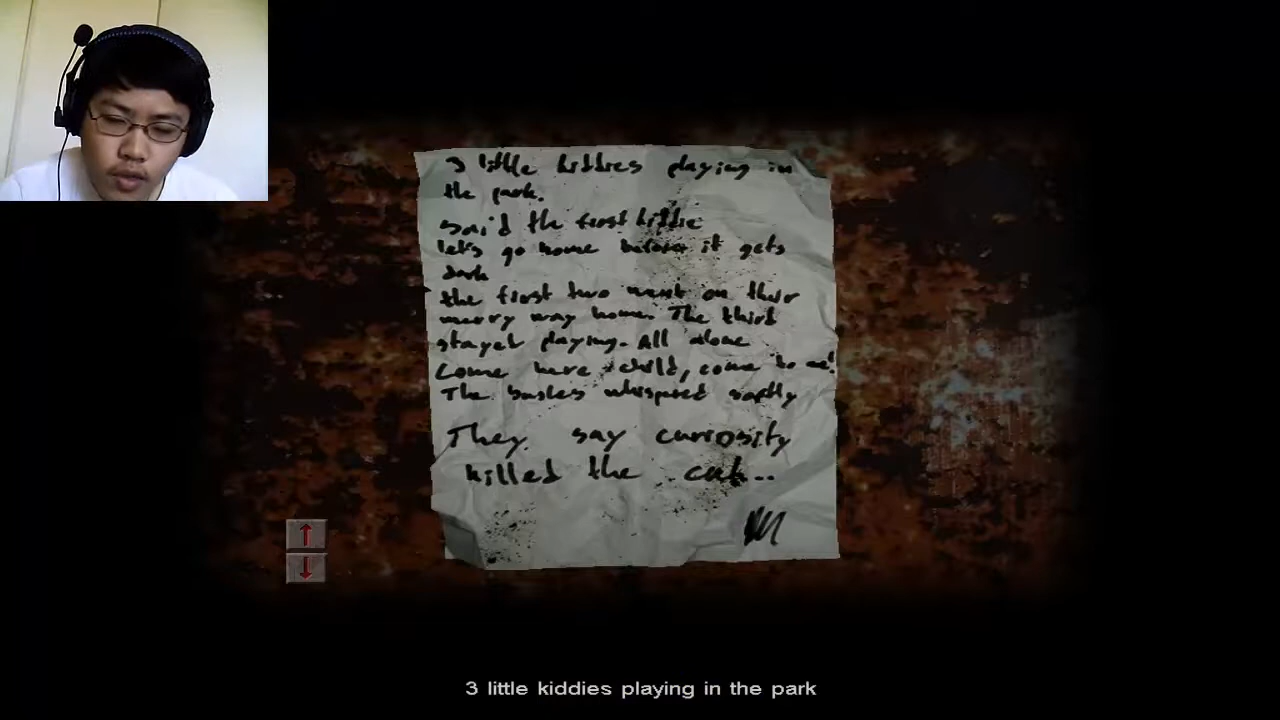 3 little kiddies playing in
the park.
said the first kiddie
let's go home before it gets
dark
the first two went on their
merry way home. The third
stayed playing. All alone
Come here child, come to me!
The bushes whispered softly
They say curiosity
killed the cat..
3 little kiddies playing in the park